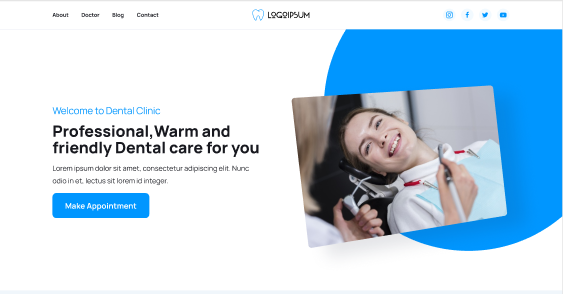 About Doctor Blog Contact
LOGOIPSUM
Welcome to Dental Clinic
Professional,Warm and
friendly Dental care for you
Lorem ipsum dolor sit amet, consectetur adipiscing elit. Nunc
odio in et, lectus sit lorem id integer.
Make Appointment